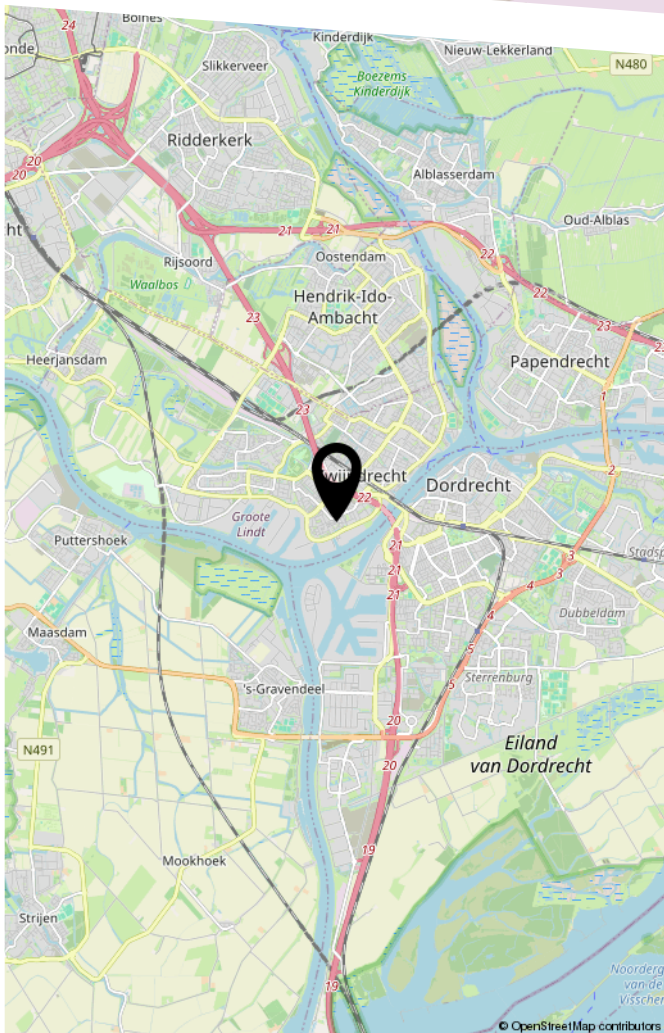 24
Bolnes
Kinderdijk
Nieuw-Lekkerland
N480
Slikkerveer
Boezems
Kinderdijk
Ridderkerk
20
20
20
Alblasserdam
21
21
Oud-Alblas
22
Rijsoord
Oostendam
Waalbos
22
Hendrik-Ido-
Ambacht
23
23
Heerjansdam
Papendrecht
1
23
2
Dordrecht
22
Groote
Lindt
21
21
21
Puttershoek
3
3
4
4
Dubbeldam
Maasdam
5
5
Sterrenburg
's-Gravendeel
20
20
N491
Eiland
van Dordrecht
19
Mookhoek
Strijen
19
© OpenStreetMap contributors